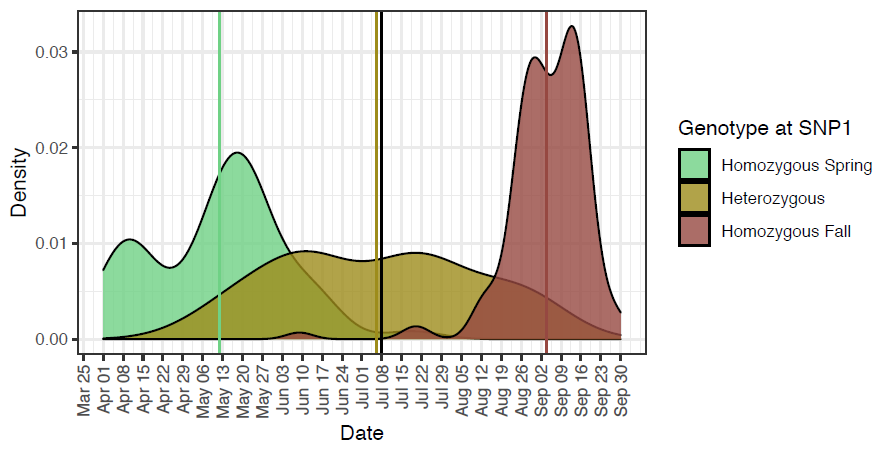 0.03
0.02
0.01
0.00
Density
Mar 25
Apr 01
Apr 08
Apr 15
Apr 22
Apr 29
May 06
May 13
May 20
May 27
Jun 03
Jun 10
Jun 17
Jun 24
Jul 01
Jul 08
Jul 15
Jul 22
Jul 29
Aug 05
Aug 12
Aug 19
Aug 26
Sep 02
Sep 09
Sep 16
Sep 23
Sep 30
Date
Genotype at SNP1
Homozygous Spring
Heterozygous
Homozygous Fall